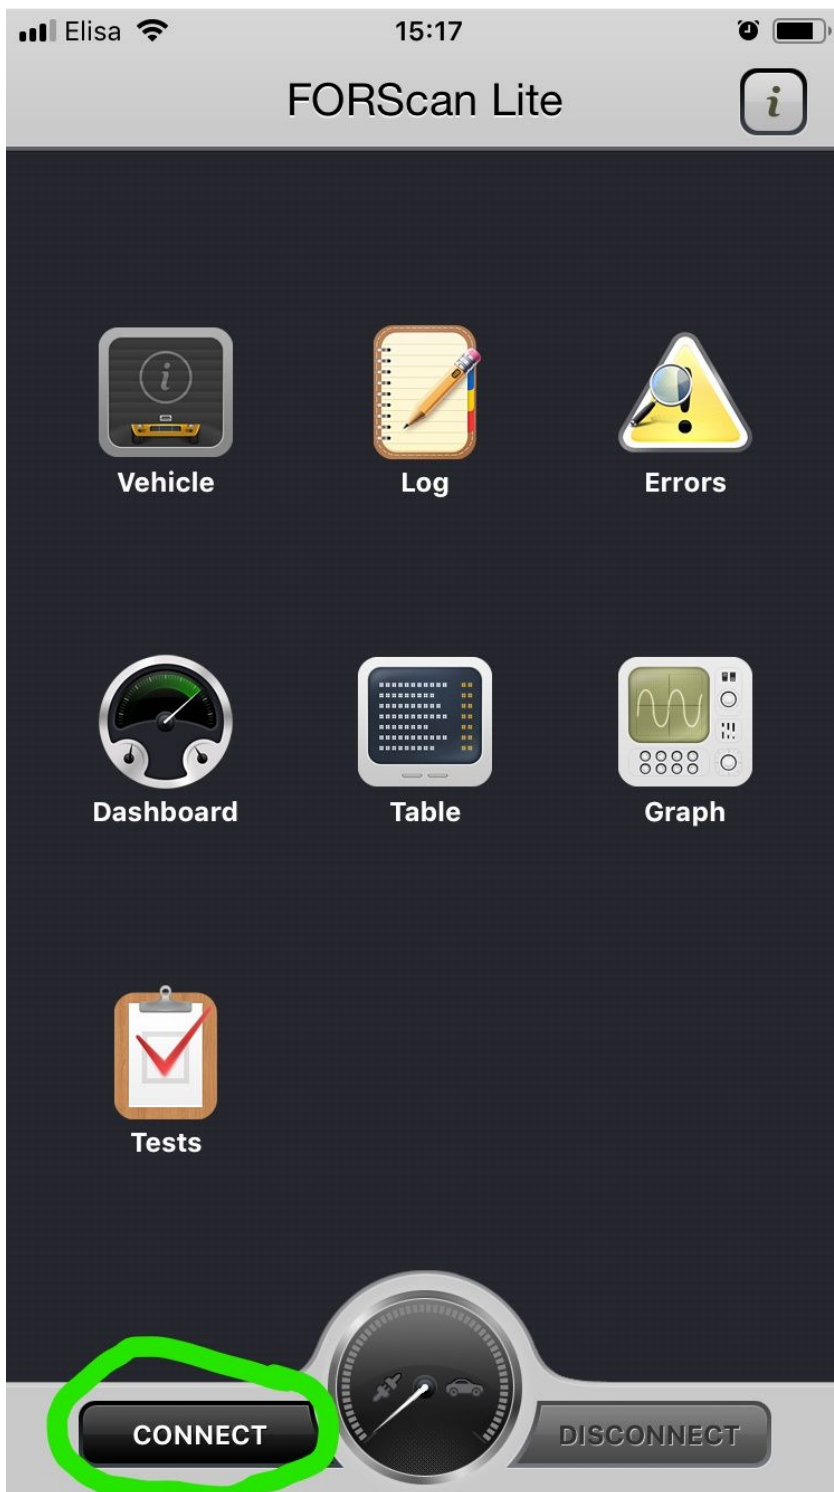 Elisa 15:17
FORScan Lite
i
Vehicle Log Errors
Dashboard Table Graph
Tests
CONNECT DISCONNECT